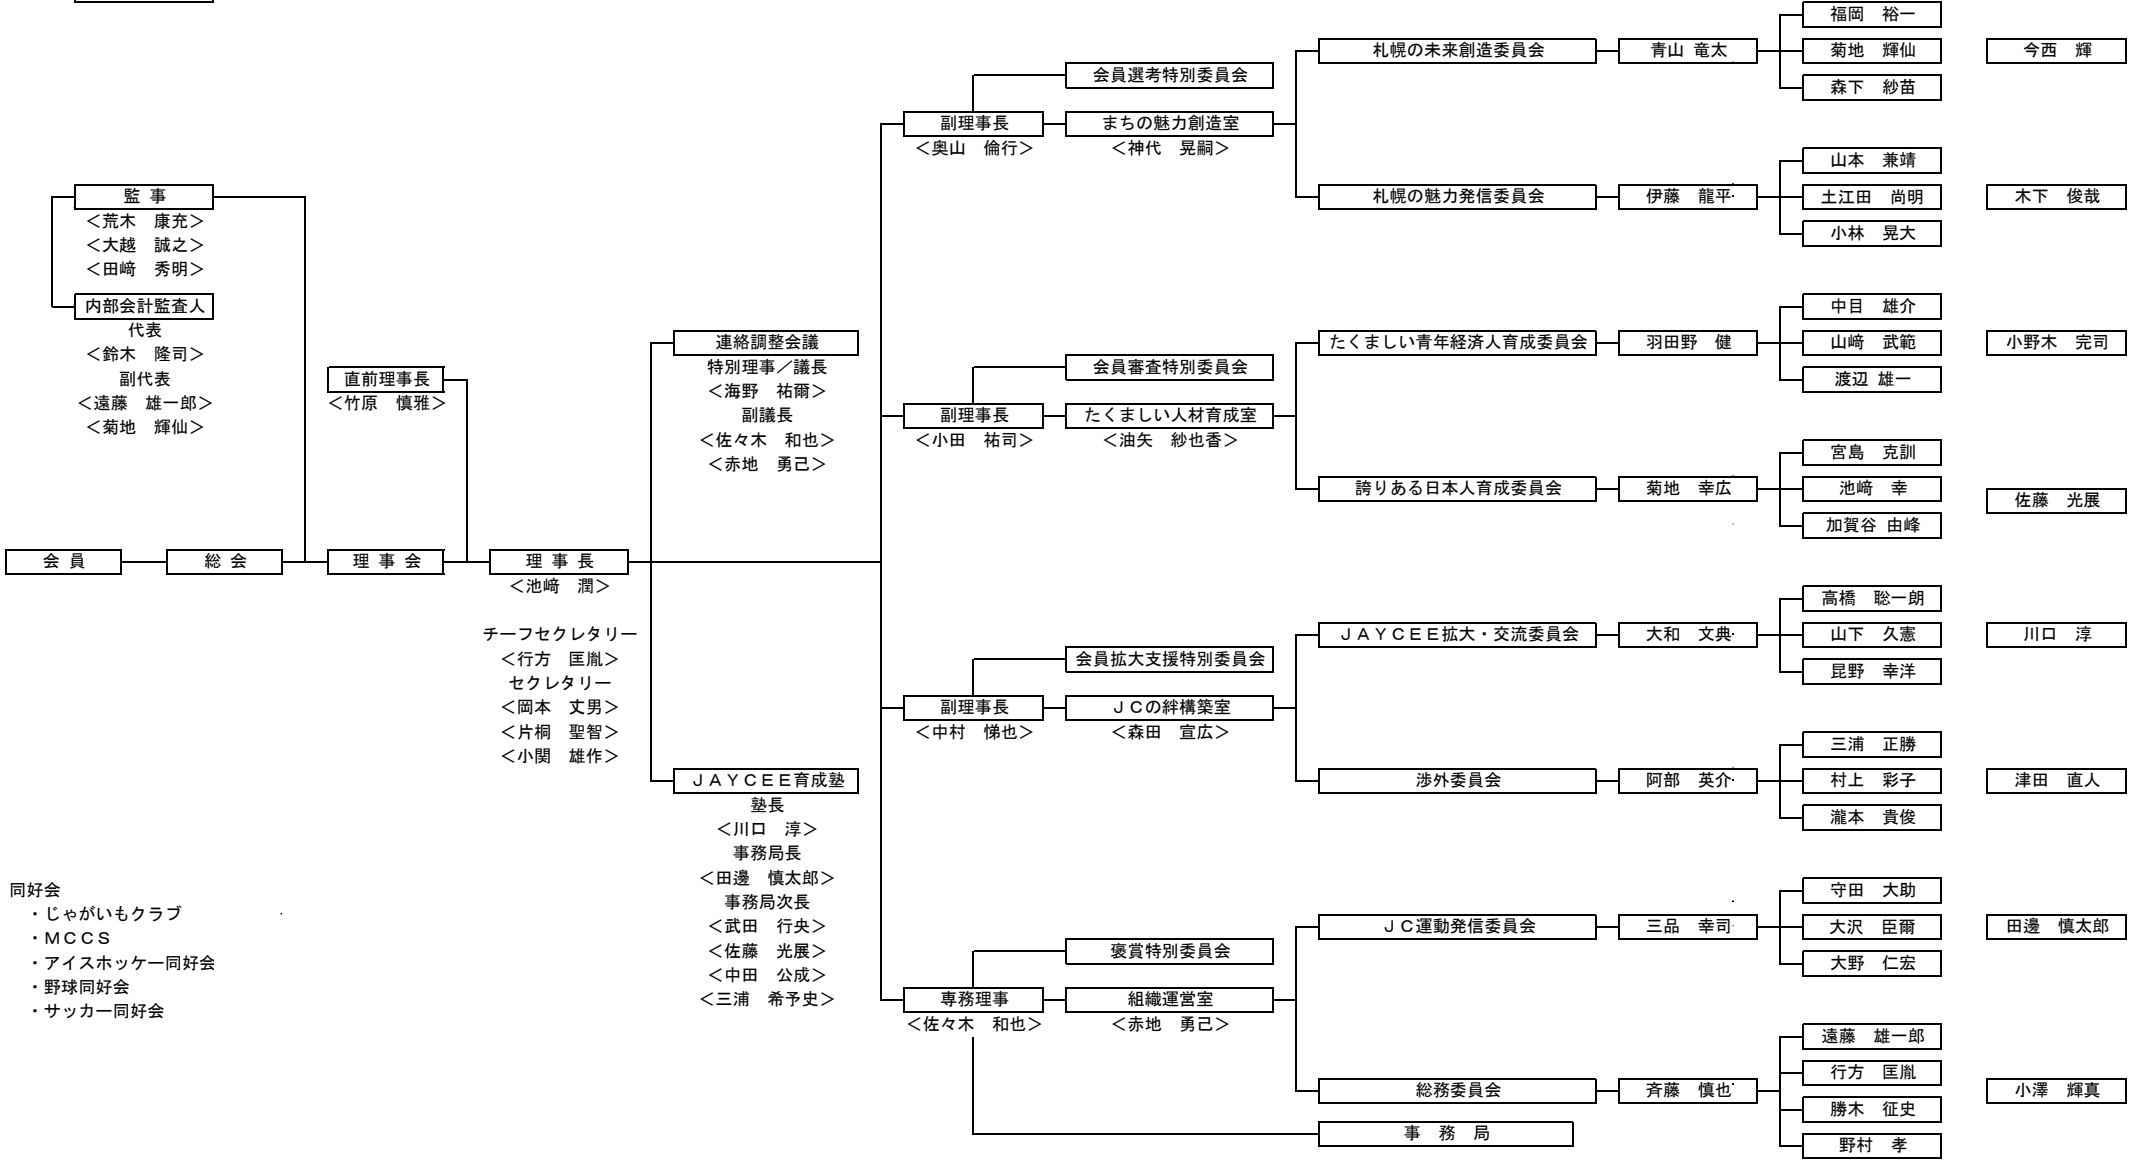 監 事
＜荒木　康充＞
＜大越　誠之＞
＜田﨑　秀明＞
内部会計監査人
代表
＜鈴木　隆司＞
副代表
＜遠藤　雄一郎＞
＜菊地　輝仙＞
会 員
総 会
理 事 会
直前理事長
＜竹原　慎雅＞
理 事 長
＜池﨑　潤＞
チーフセクレタリー
＜行方　匡胤＞
セクレタリー
＜岡本　丈男＞
＜片桐　聖智＞
＜小関　雄作＞
連絡調整会議
特別理事／議長
＜海野　祐爾＞
副議長
＜佐々木　和也＞
＜赤地　勇己＞
ＪＡＹＣＥＥ育成塾
塾長
＜川口　淳＞
事務局長
＜田邊　慎太郎＞
事務局次長
＜武田　行央＞
＜佐藤　光展＞
＜中田　公成＞
＜三浦　希予史＞
会員選考特別委員会
副理事長
＜奥山　倫行＞
まちの魅力創造室
＜神代　晃嗣＞
札幌の未来創造委員会
青山 竜太
福岡　裕一
菊地　輝仙
森下　紗苗
今西　輝
札幌の魅力発信委員会
伊藤　龍平
山本　兼靖
土江田　尚明
小林　晃大
木下　俊哉
会員審査特別委員会
副理事長
＜小田　祐司＞
たくましい人材育成室
＜油矢　紗也香＞
たくましい青年経済人育成委員会
羽田野　健
中目　雄介
山﨑　武範
渡辺 雄一
小野木　完司
誇りある日本人育成委員会
菊地　幸広
宮島　克訓
池﨑　幸
加賀谷 由峰
佐藤　光展
会員拡大支援特別委員会
副理事長
＜中村　悌也＞
ＪＣの絆構築室
＜森田　宣広＞
ＪＡＹＣＥＥ拡大・交流委員会
大和　文典
高橋　聡一朗
山下　久憲
昆野　幸洋
川口　淳
渉外委員会
阿部　英介
三浦　正勝
村上　彩子
瀧本　貴俊
津田　直人
褒賞特別委員会
専務理事
＜佐々木　和也＞
組織運営室
＜赤地　勇己＞
ＪＣ運動発信委員会
三品　幸司
守田　大助
大沢　臣爾
大野　仁宏
田邊　慎太郎
総務委員会
斉藤　慎也
遠藤　雄一郎
行方　匡胤
勝木　征史
野村　孝
小澤　輝真
事　務　局
同好会
・じゃがいもクラブ
・ＭＣＣＳ
・アイスホッケー同好会
・野球同好会
・サッカー同好会